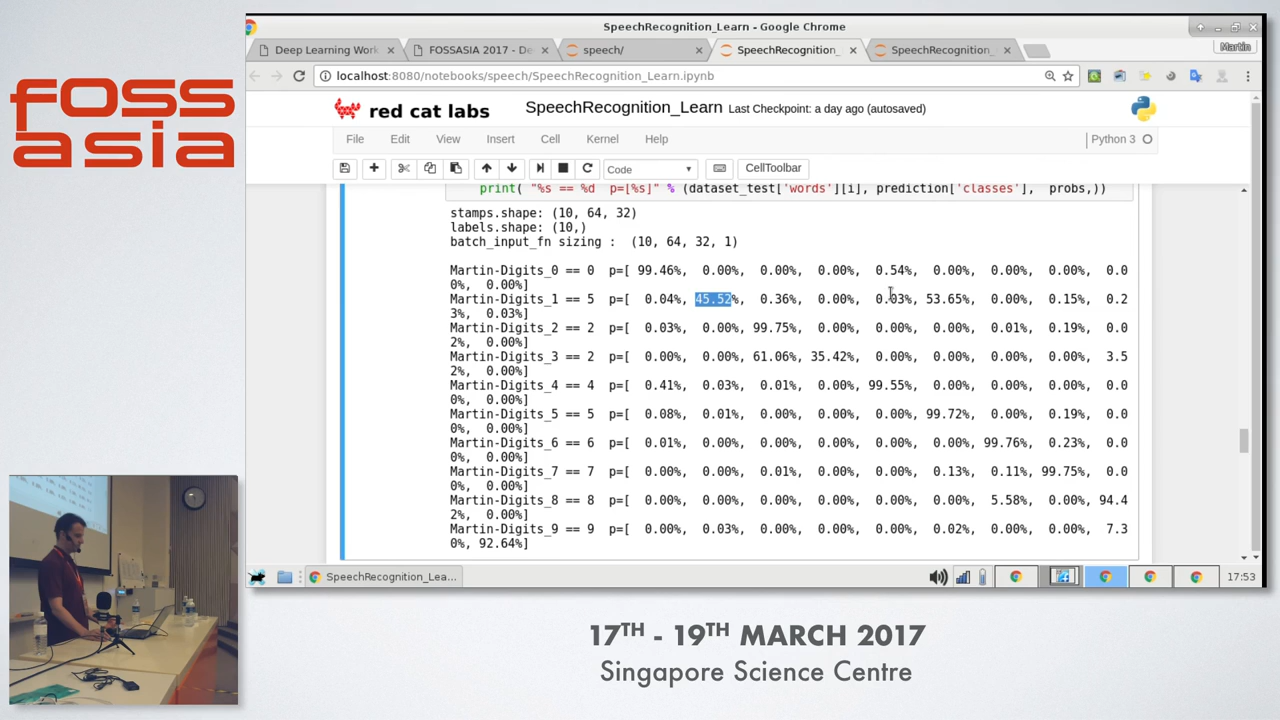 SpeechRecognition_Learn - Google Chrome
Deep Learning Work
FOSSASIA 2017 - De
speech/
SpeechRecognition_
SpeechRecognition_
Martin
localhost:8080/notebooks/speech/SpeechRecognition_Learn.ipynb
foss
asia
red cat labs
SpeechRecognition_Learn Last Checkpoint: a day ago (autosaved)
File Edit View Insert Cell Kernel Help
Python 3
Code
CellToolbar
print( "%s == %d p=[%s]" % (dataset_test['words'][i], prediction['classes'], probs,))
stamps.shape: (10, 64, 32)
labels.shape: (10,)
batch_input_fn sizing : (10, 64, 32, 1)
Martin-Digits_0 == 0 p=[ 99.46%, 0.00%, 0.00%, 0.00%, 0.54%, 0.00%, 0.00%, 0.00%, 0.0
0%, 0.00%]
Martin-Digits_1 == 5 p=[ 0.04%, 45.52%, 0.36%, 0.00%, 0.03%, 53.65%, 0.00%, 0.15%, 0.2
3%, 0.03%]
Martin-Digits_2 == 2 p=[ 0.03%, 0.00%, 99.75%, 0.00%, 0.00%, 0.00%, 0.01%, 0.19%, 0.0
2%, 0.00%]
Martin-Digits_3 == 2 p=[ 0.00%, 0.00%, 61.06%, 35.42%, 0.00%, 0.00%, 0.00%, 0.00%, 3.5
2%, 0.00%]
Martin-Digits_4 == 4 p=[ 0.41%, 0.03%, 0.01%, 0.00%, 99.55%, 0.00%, 0.00%, 0.00%, 0.0
0%, 0.00%]
Martin-Digits_5 == 5 p=[ 0.08%, 0.01%, 0.00%, 0.00%, 0.00%, 99.72%, 0.00%, 0.19%, 0.0
0%, 0.00%]
Martin-Digits_6 == 6 p=[ 0.01%, 0.00%, 0.00%, 0.00%, 0.00%, 0.00%, 99.76%, 0.23%, 0.0
0%, 0.00%]
Martin-Digits_7 == 7 p=[ 0.00%, 0.00%, 0.01%, 0.00%, 0.00%, 0.13%, 0.11%, 99.75%, 0.0
0%, 0.00%]
Martin-Digits_8 == 8 p=[ 0.00%, 0.00%, 0.00%, 0.00%, 0.00%, 0.00%, 5.58%, 0.00%, 94.4
2%, 0.00%]
Martin-Digits_9 == 9 p=[ 0.00%, 0.03%, 0.00%, 0.00%, 0.00%, 0.02%, 0.00%, 0.00%, 7.3
0%, 92.64%]
SpeechRecognition_Lea...
17:53
17TH - 19TH MARCH 2017
Singapore Science Centre